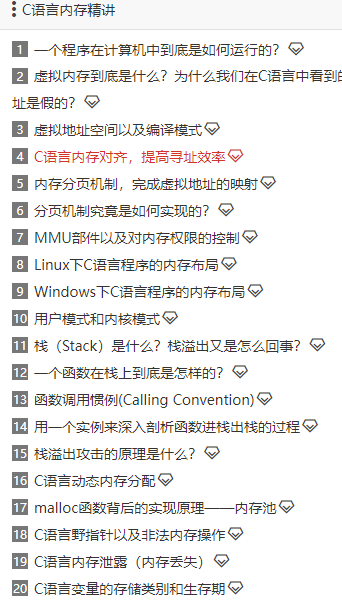 C语言内存精讲
1 一个程序在计算机中到底是如何运行的？
2 虚拟内存到底是什么？为什么我们在C语言中看到的
址是假的？
3 虚拟地址空间以及编译模式
4 C语言内存对齐，提高寻址效率
5 内存分页机制，完成虚拟地址的映射
6 分页机制究竟是如何实现的？
7 MMU部件以及对内存权限的控制
8 Linux下C语言程序的内存布局
9 Windows下C语言程序的内存布局
10 用户模式和内核模式
11 栈（Stack）是什么？栈溢出又是怎么回事？
12 一个函数在栈上到底是怎样的？
13 函数调用惯例(Calling Convention)
14 用一个实例来深入剖析函数进栈出栈的过程
15 栈溢出攻击的原理是什么？
16 C语言动态内存分配
17 malloc函数背后的实现原理——内存池
18 C语言野指针以及非法内存操作
19 C语言内存泄露（内存丢失）
20 C语言变量的存储类别和生存期